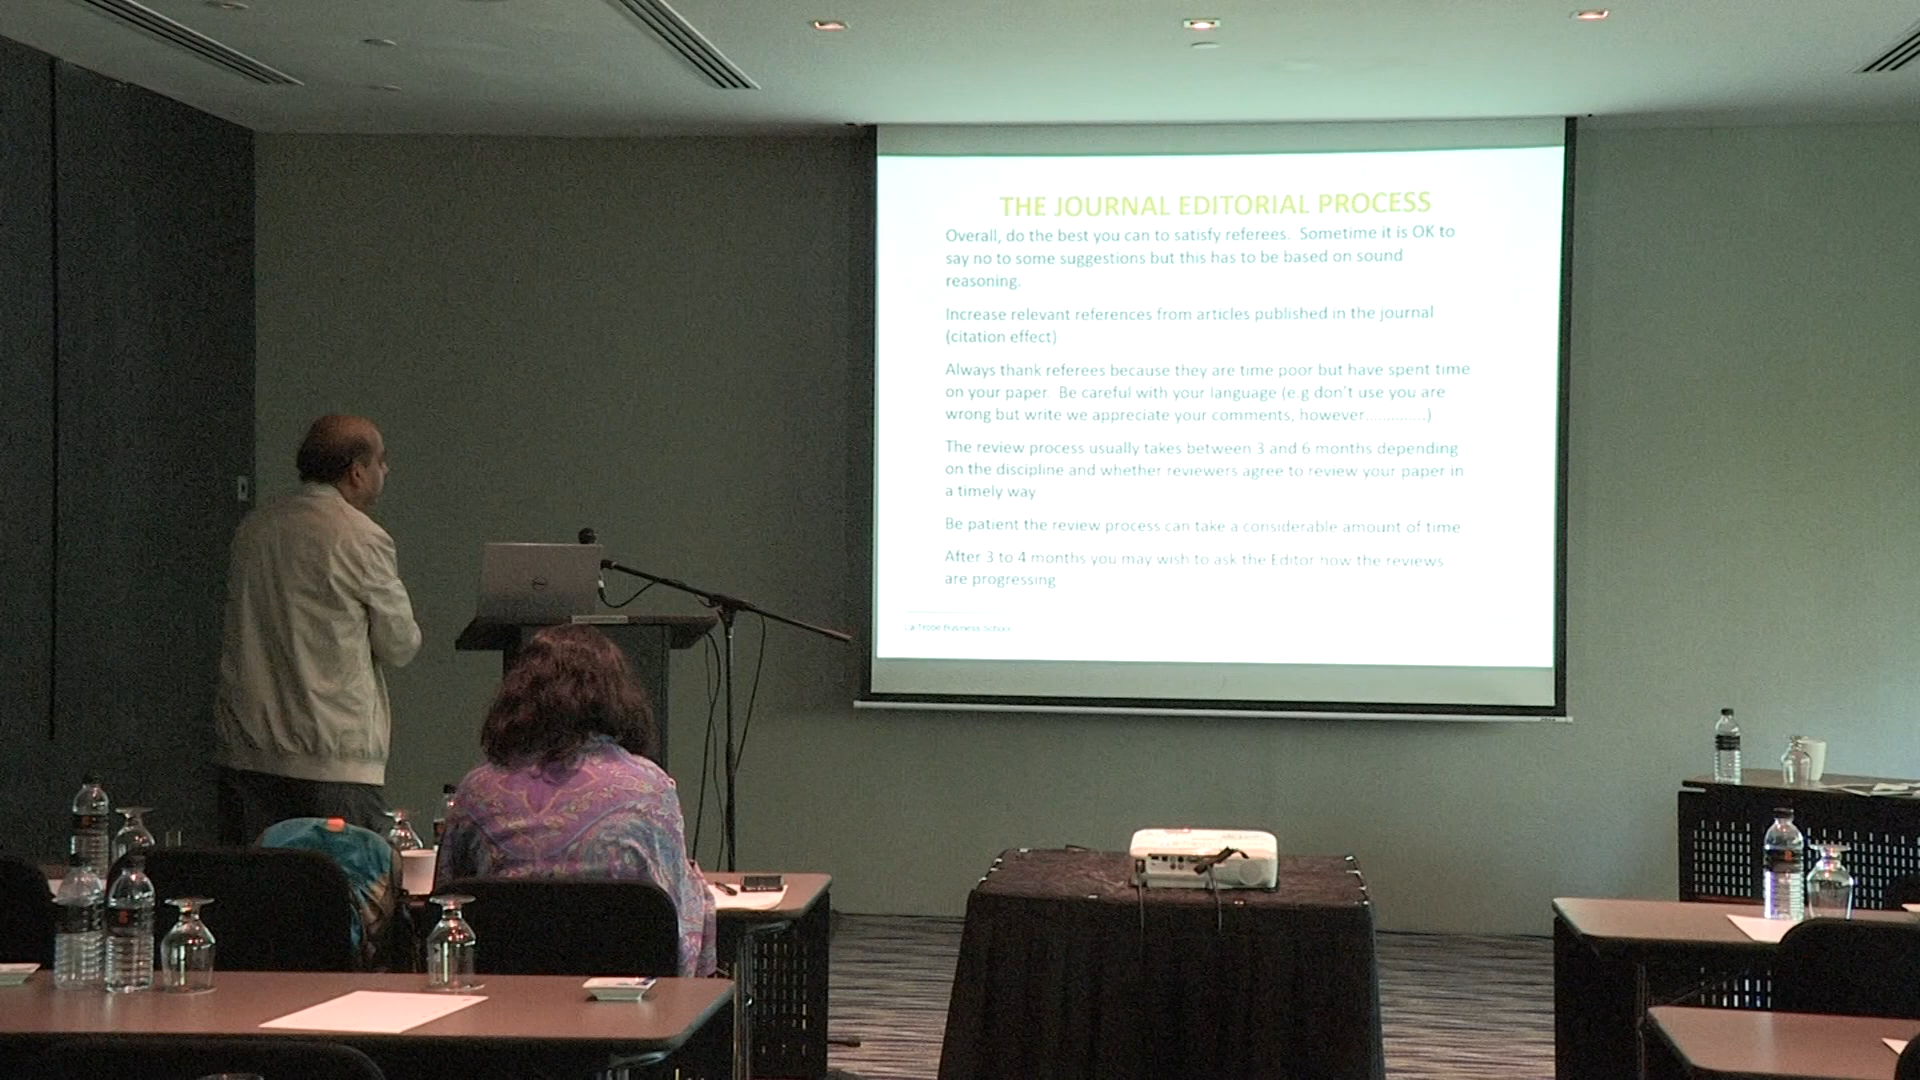 THE JOURNAL EDITORIAL PROCESS
Overall, do the best you can to satisfy referees. Sometime it is OK to
say no to some suggestions but this has to be based on sound
reasoning.
Increase relevant references from articles published in the journal
(citation effect)
Always thank referees because they are time poor but have spent time
on your paper. Be careful with your language (e.g don't use you are
wrong but write we appreciate your comments, however..............)
The review process usually takes between 3 and 6 months depending
on the discipline and whether reviewers agree to review your paper in
a timely way
Be patient the review process can take a considerable amount of time
After 3 to 4 months you may wish to ask the Editor how the reviews
are progressing
La Trobe Business School
DELL